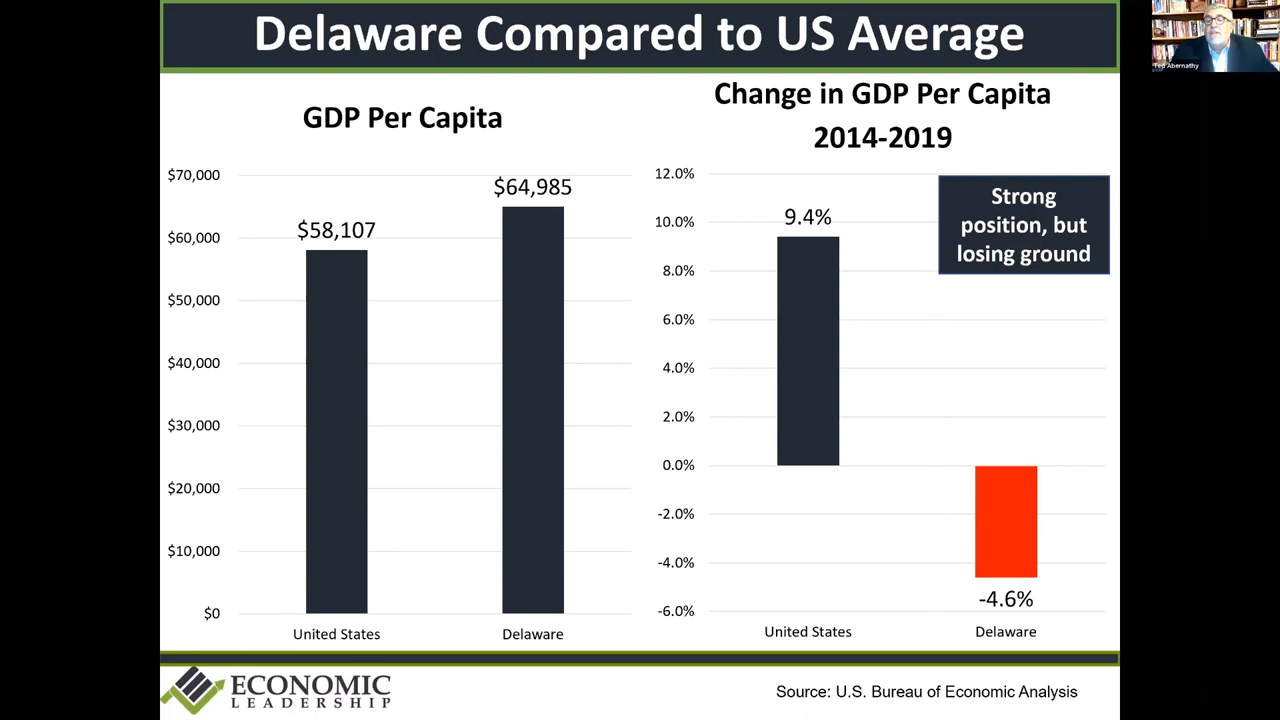 Delaware Compared to US Average
Ted Abernathy
GDP Per Capita
$70,000
$60,000
$50,000
$40,000
$30,000
$20,000
$10,000
$0
$58,107
$64,985
United States
Delaware
Change in GDP Per Capita
2014-2019
12.0%
10.0%
8.0%
6.0%
4.0%
2.0%
0.0%
-2.0%
-4.0%
-6.0%
9.4%
-4.6%
Strong
position, but
losing ground
United States
Delaware
ECONOMIC
LEADERSHIP
Source: U.S. Bureau of Economic Analysis